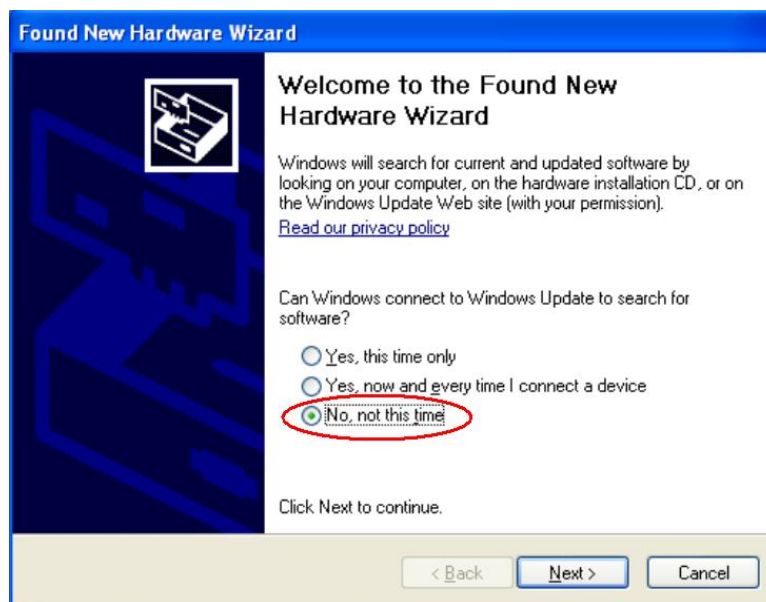 Found New Hardware Wizard
Welcome to the Found New
Hardware Wizard
Windows will search for current and updated software by
looking on your computer, on the hardware installation CD, or on
the Windows Update Web site (with your permission).
Read our privacy policy
Can Windows connect to Windows Update to search for
software?
Yes, this time only
Yes, now and every time I connect a device
No, not this time
Click Next to continue.
< Back
Next >
Cancel